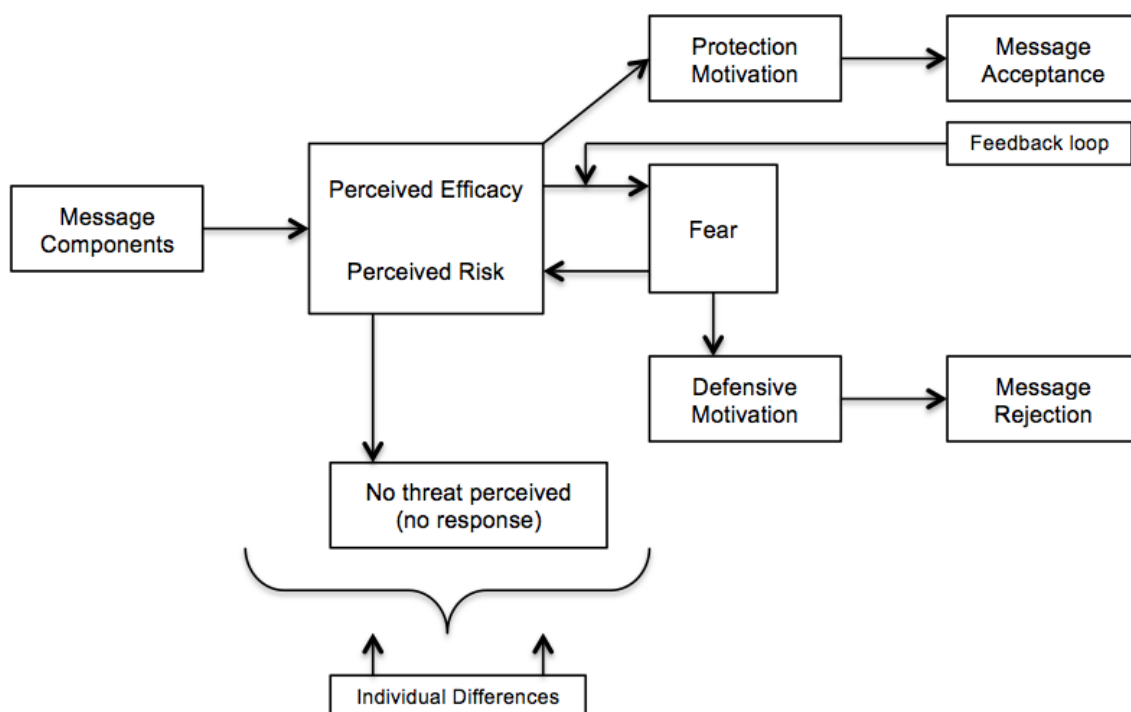 Protection
Motivation
Message
Acceptance
Feedback loop
Message
Components
Perceived Efficacy
Perceived Risk
Fear
Defensive
Motivation
Message
Rejection
No threat perceived
(no response)
Individual Differences